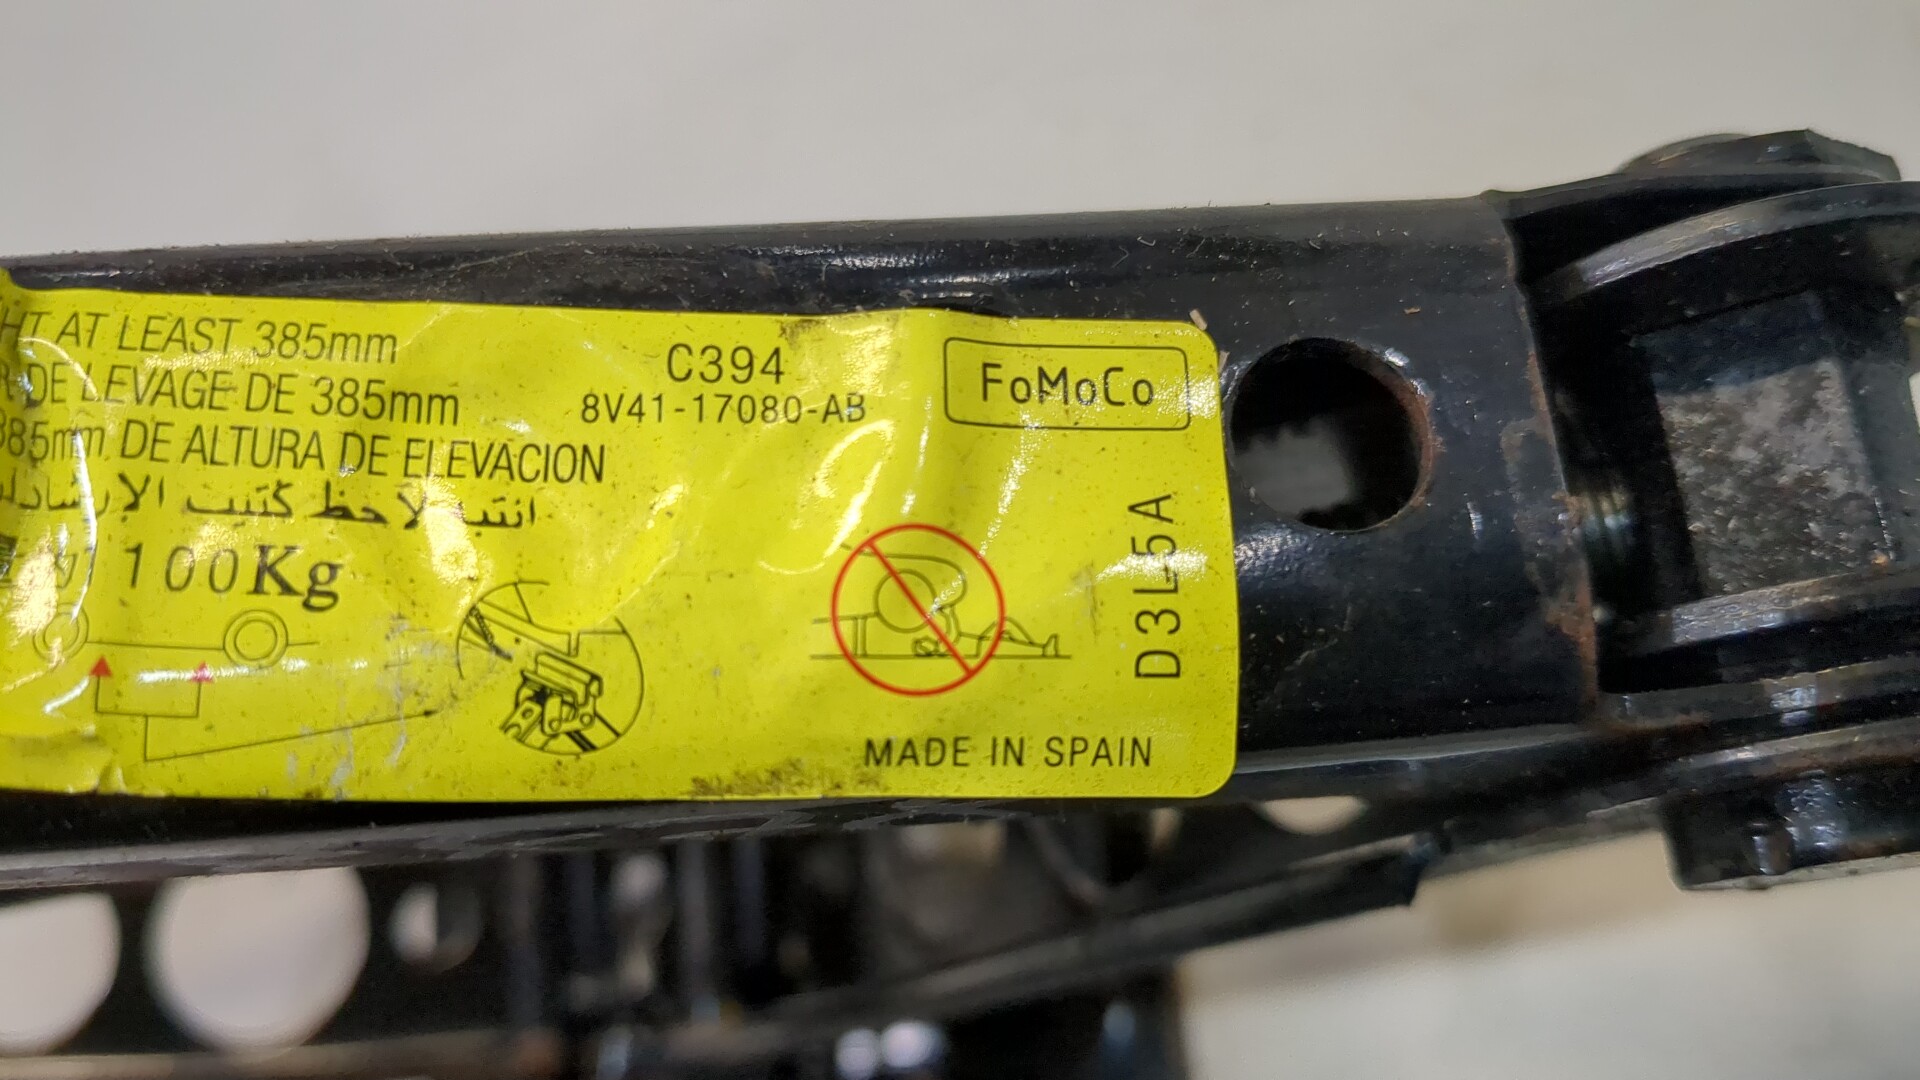 HT AT LEAST 385mm
R DE LEVAGE DE 385mm
385mm DE ALTURA DE ELEVACION
انتبه لاحظ كتيب الارشادات
100Kg
C394
8V41-17080-AB
FoMoCo
D3L5A
MADE IN SPAIN